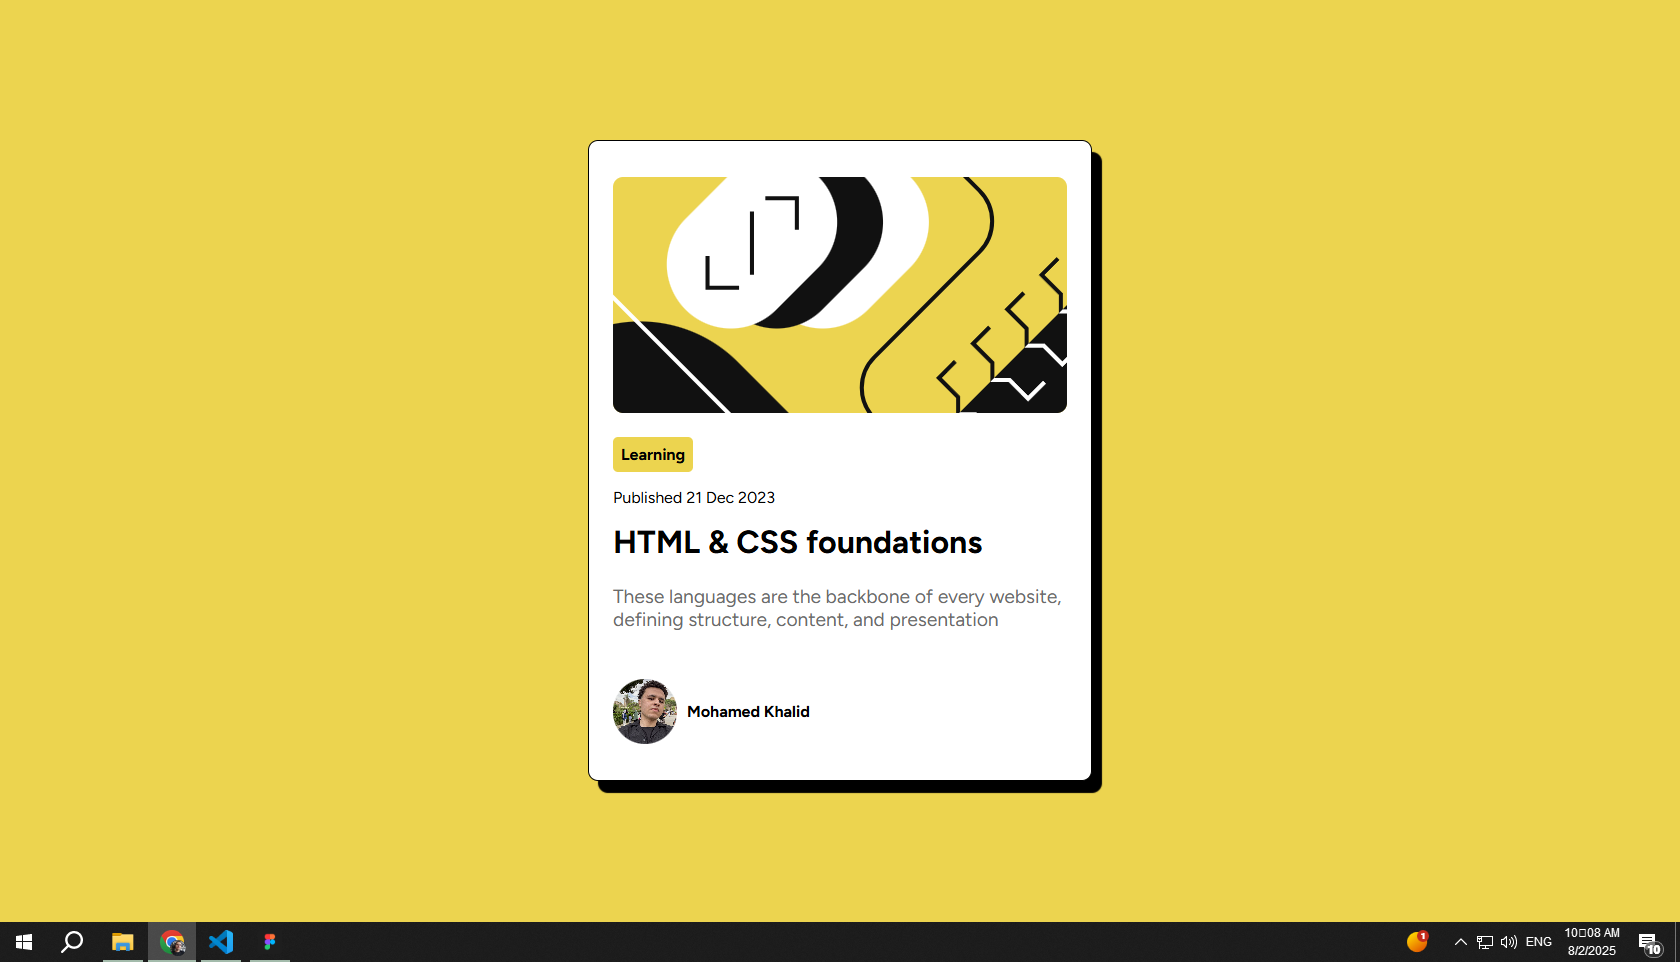 Learning
Published 21 Dec 2023
HTML & CSS foundations
These languages are the backbone of every website,
defining structure, content, and presentation
Mohamed Khalid
1
ENG
10▯08 AM
8/2/2025
10